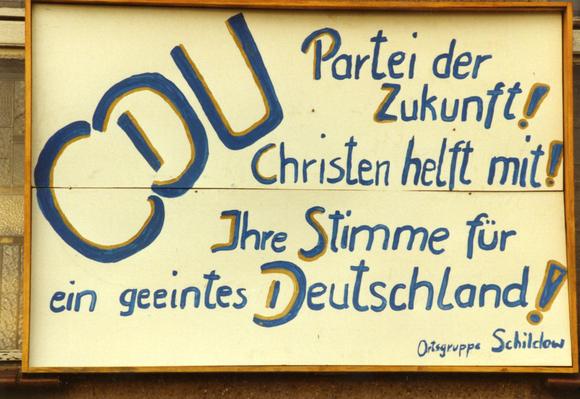 CDU
Partei der
Zukunft!
Christen helft mit!
Ihre Stimme für
ein geeintes Deutschland!
Ortsgruppe Schildow